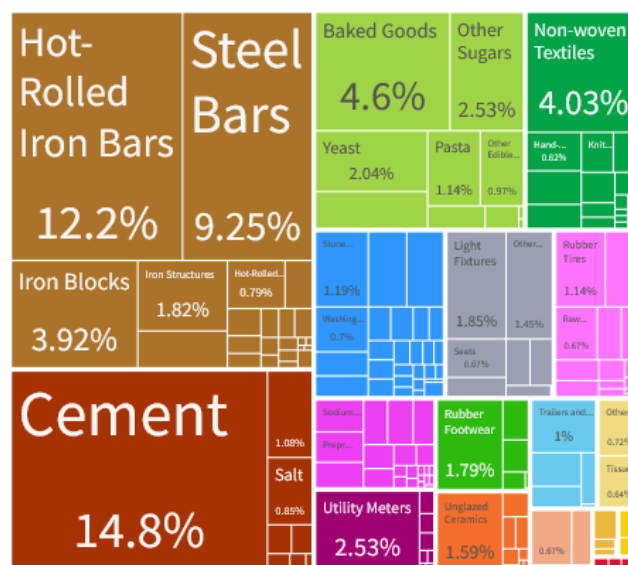 Hot-
Rolled
Iron Bars
12.2%
Steel
Bars
9.25%
Iron Blocks
3.92%
Iron Structures
1.82%
Hot-Rolled...
0.79%
Cement
14.8%
1.08%
Salt
0.85%
Baked Goods
4.6%
Other
Sugars
2.53%
Yeast
2.04%
Pasta
1.14%
Other
Edible...
0.97%
Non-woven
Textiles
4.03%
Hand-...
0.62%
Knit...
Stone...
1.19%
Washing...
0.7%
Light
Fixtures
1.85%
Other...
1.45%
Seats
0.67%
Rubber
Tires
1.14%
Raw...
0.67%
Sodium...
Propr...
Rubber
Footwear
1.79%
Trailers and...
1%
Other
0.72%
Tissue
0.64%
Utility Meters
2.53%
Unglazed
Ceramics
1.59%
0.67%